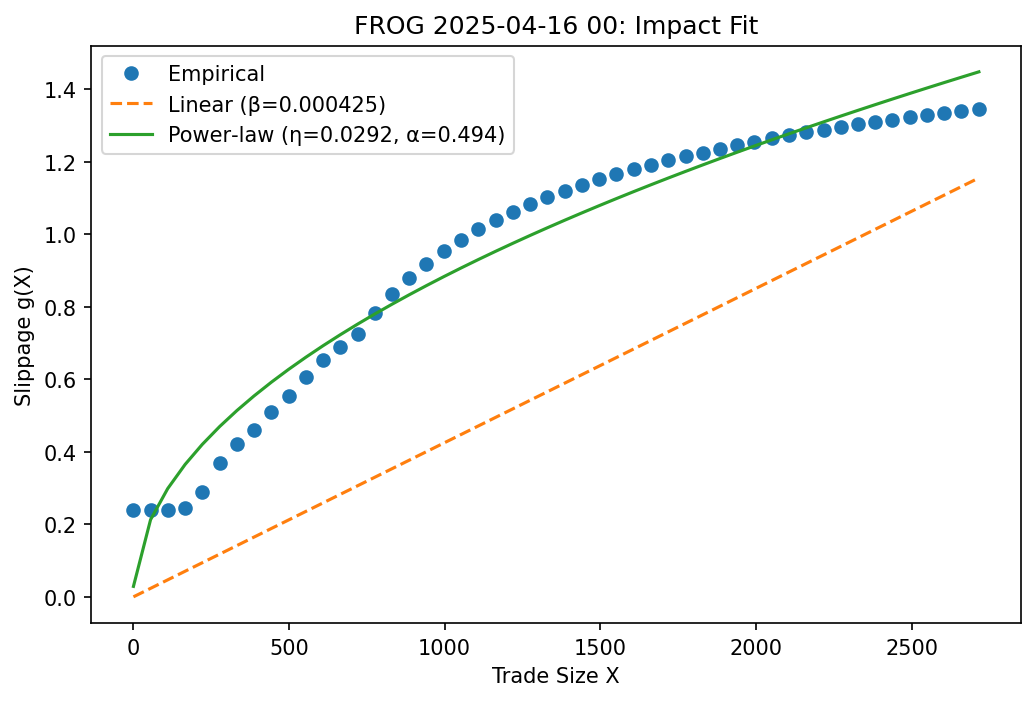 FROG 2025-04-16 00: Impact Fit
Empirical
Linear (β=0.000425)
Power-law (η=0.0292, α=0.494)
Slippage g(X)
1.4
1.2
1.0
0.8
0.6
0.4
0.2
0.0
0 500 1000 1500 2000 2500
Trade Size X